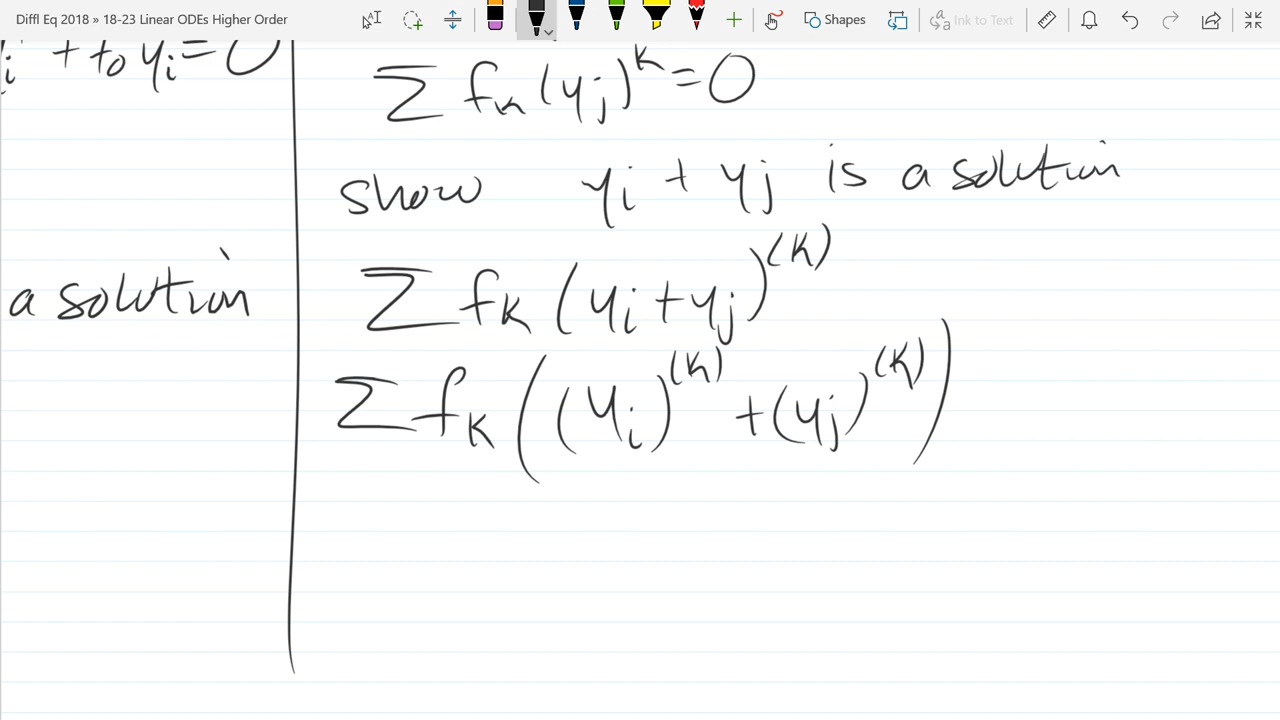 Diffl Eq 2018 » 18-23 Linear ODEs Higher Order
Shapes
Ink to Text
i + f₀ yᵢ = 0
a solution
Σ fₖ (yⱼ)ᵏ = 0
show yᵢ + yⱼ is a solution
Σ fₖ (yᵢ + yⱼ)⁽ᵏ⁾
Σ fₖ ((yᵢ)⁽ᵏ⁾ + (yⱼ)⁽ᵏ⁾)